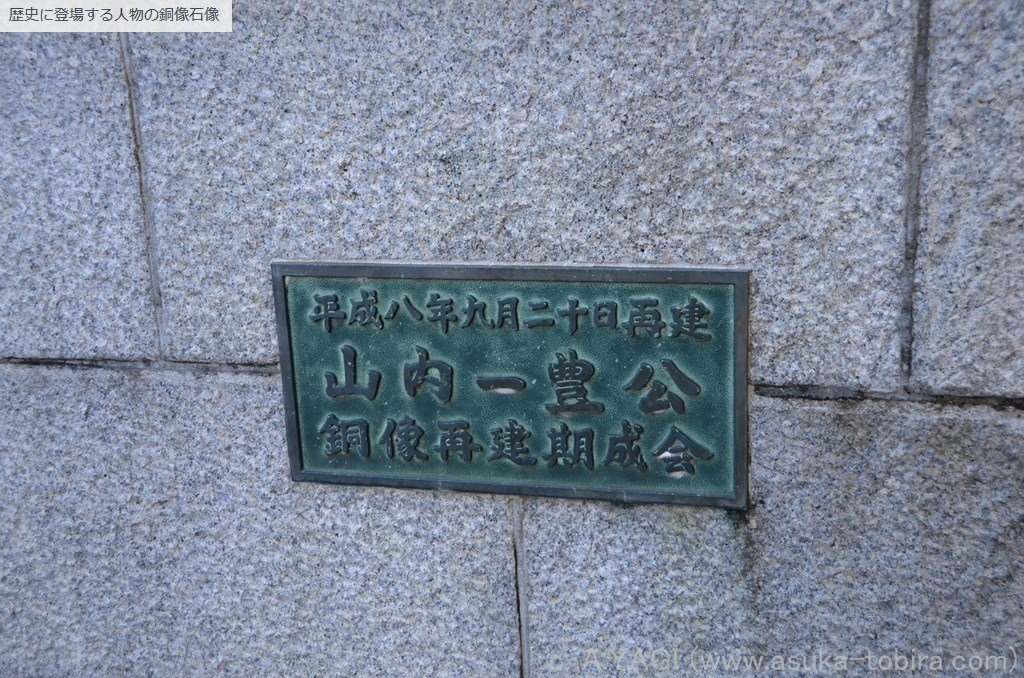 歴史に登場する人物の銅像石像
平成八年九月二十日再建
山内一豊公
銅像再建期成会
c A.YAGI (www.asuka-tobira.com)